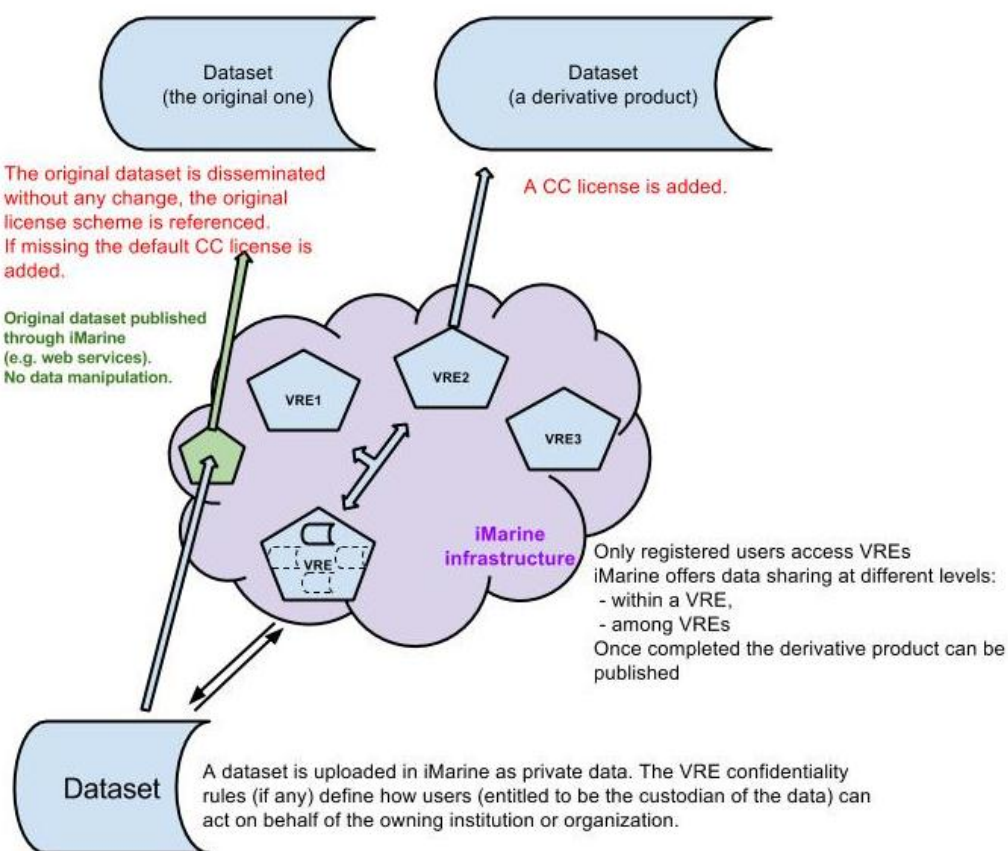 Dataset
(the original one)
Dataset
(a derivative product)
The original dataset is disseminated
without any change, the original
license scheme is referenced.
If missing the default CC license is
added.
A CC license is added.
Original dataset published
through iMarine
(e.g. web services).
No data manipulation.
VRE1
VRE2
VRE3
VRE
iMarine
infrastructure
Only registered users access VREs
iMarine offers data sharing at different levels:
- within a VRE,
- among VREs
Once completed the derivative product can be
published
Dataset
A dataset is uploaded in iMarine as private data. The VRE confidentiality
rules (if any) define how users (entitled to be the custodian of the data) can
act on behalf of the owning institution or organization.